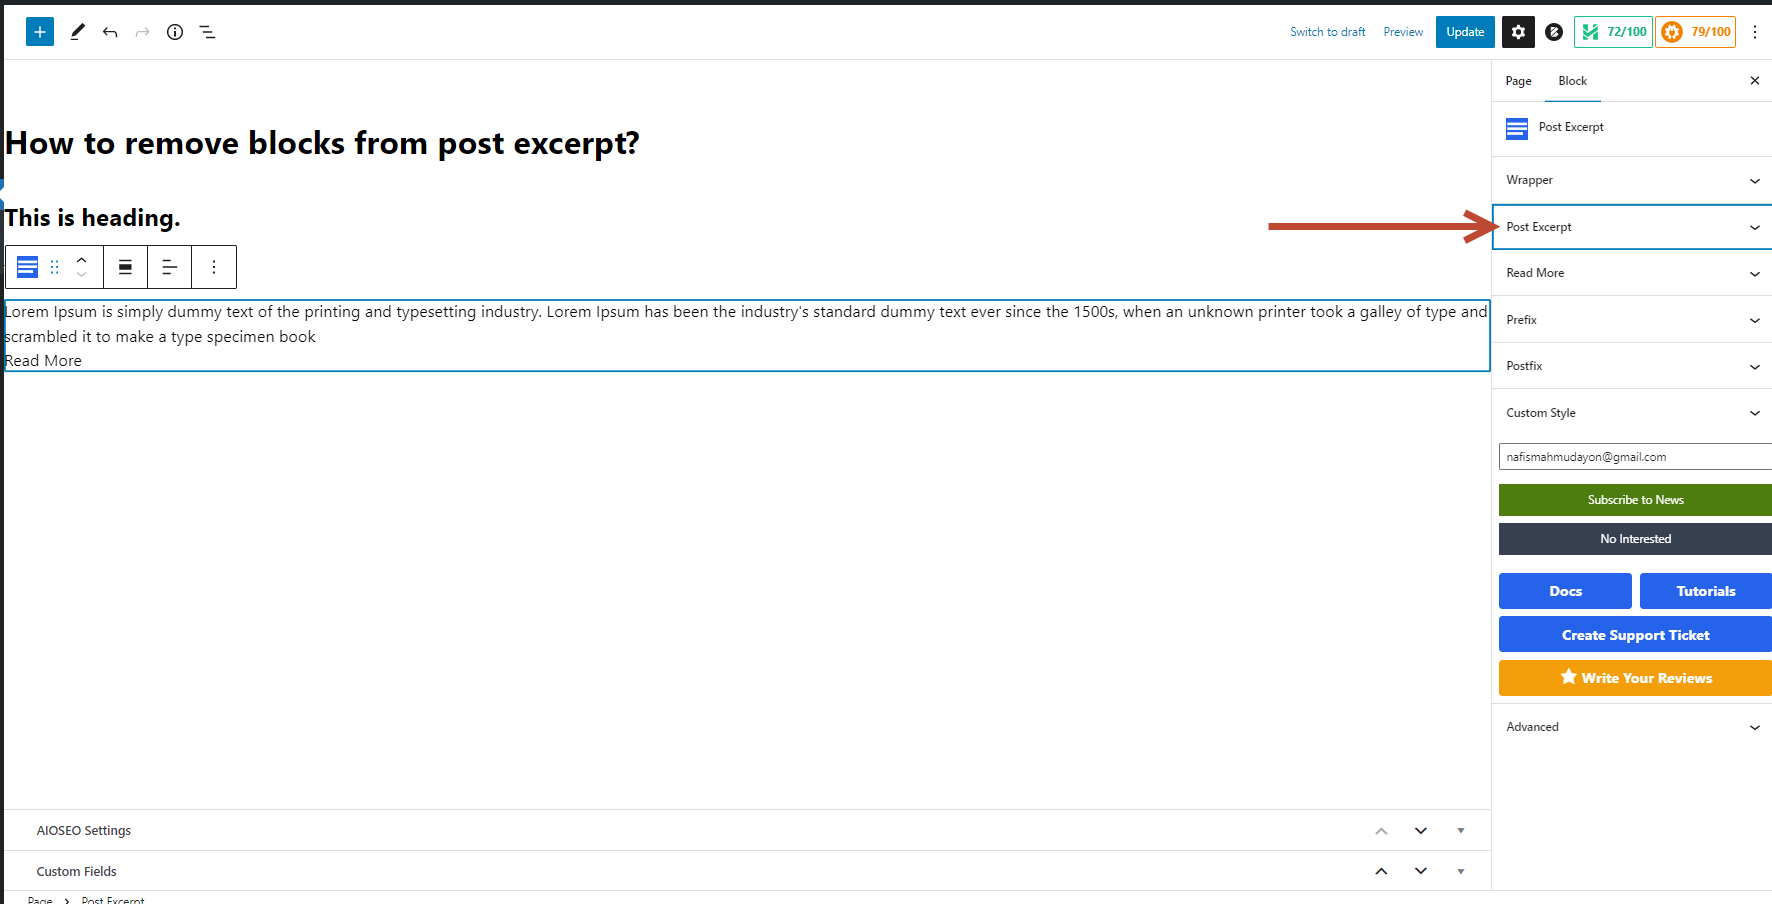 Switch to draft Preview Update 72/100 79/100
Page Block
Post Excerpt
How to remove blocks from post excerpt?
Wrapper
This is heading.
Post Excerpt
Read More
Lorem Ipsum is simply dummy text of the printing and typesetting industry. Lorem Ipsum has been the industry's standard dummy text ever since the 1500s, when an unknown printer took a galley of type and
scrambled it to make a type specimen book
Read More
Prefix
Postfix
Custom Style
nafismahmudayon@gmail.com
Subscribe to News
No Interested
Docs Tutorials
Create Support Ticket
Write Your Reviews
Advanced
AIOSEO Settings
Custom Fields
Page > Post Excerpt